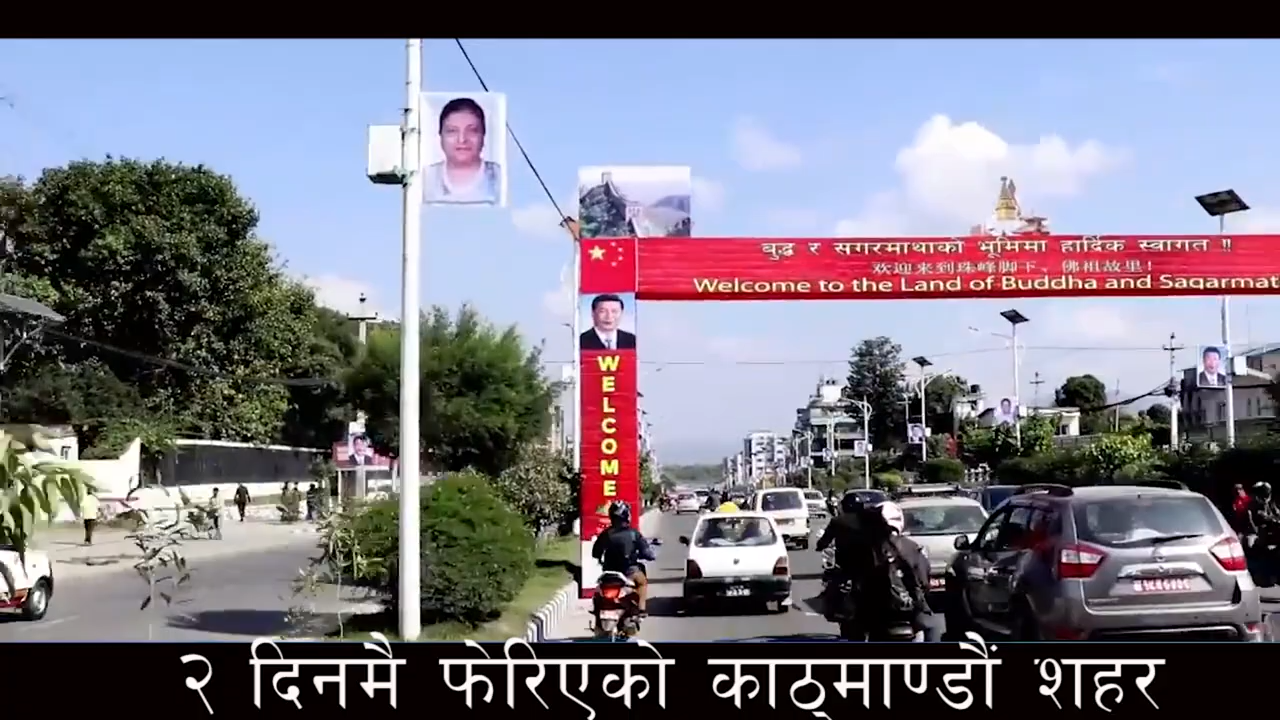 बुद्ध र सगरमाथाको भूमिमा हार्दिक स्वागत !!
欢迎来到珠峰脚下、佛祖故里!
Welcome to the Land of Buddha and Sagarmat
WELCOME
२ दिनमै फेरिएको काठ्माण्डौं शहर